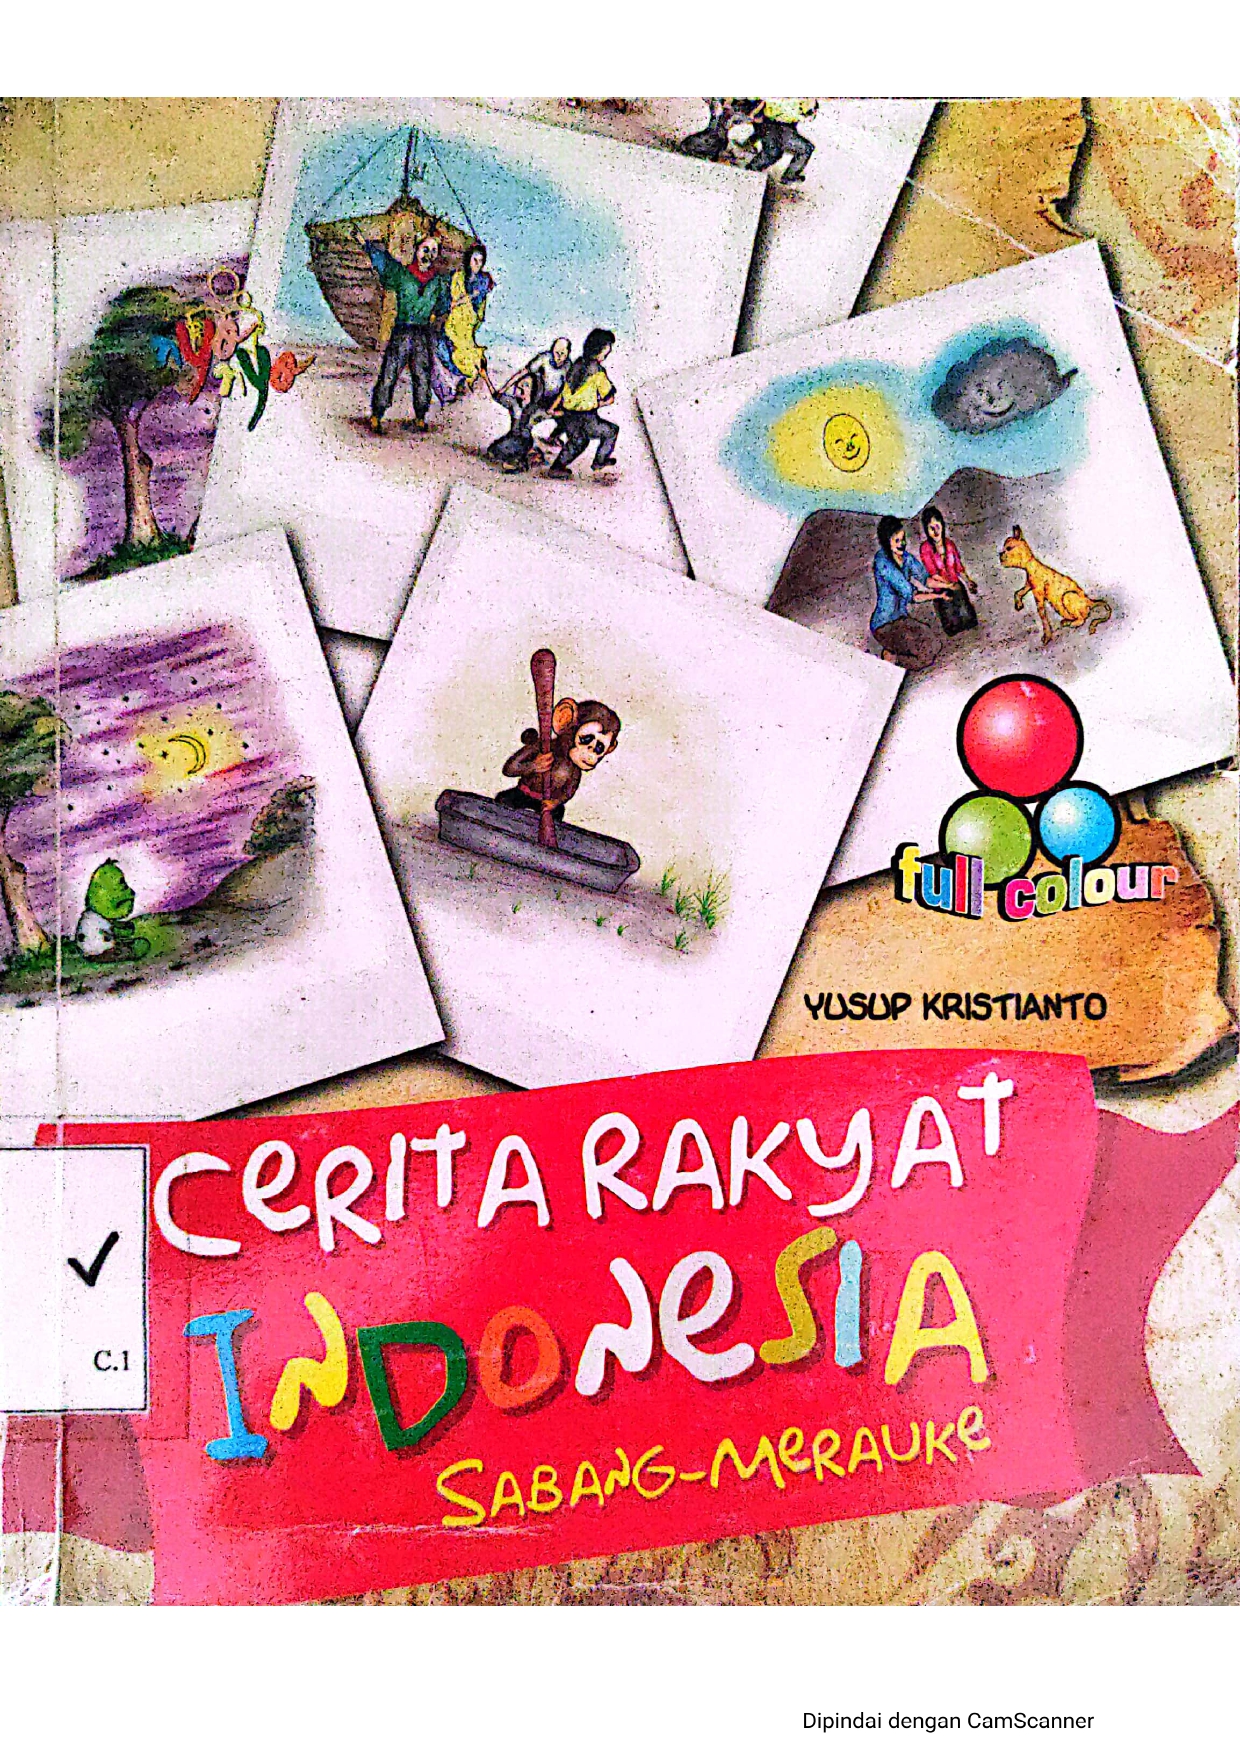 full colour
YUSUP KRISTIANTO
CERITA RAKYAT
INDONESIA
SABANG-MERAUKE
C.1
Dipindai dengan CamScanner